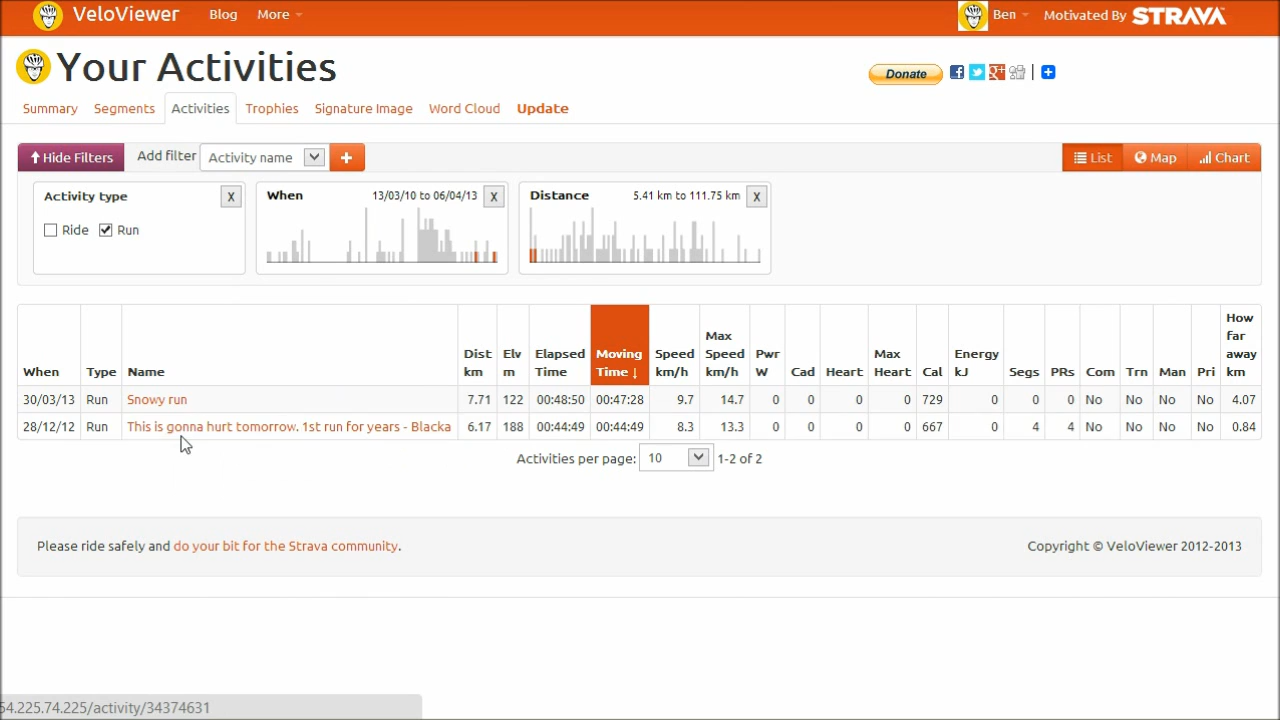 VeloViewer Blog More Ben Motivated By STRAVA
Your Activities
Donate
Summary Segments Activities Trophies Signature Image Word Cloud Update
Hide Filters Add filter Activity name + List Map Chart
Activity type X When 13/03/10 to 06/04/13 X Distance 5.41 km to 111.75 km X
Ride Run
When Type Name Dist km Elv m Elapsed Time Moving Time ↓ Speed km/h Max Speed km/h Pwr W Cad Heart Max Heart Cal Energy kJ Segs PRs Com Trn Man Pri How far away km
30/03/13 Run Snowy run 7.71 122 00:48:50 00:47:28 9.7 14.7 0 0 0 0 729 0 0 0 No No No No 4.07
28/12/12 Run This is gonna hurt tomorrow. 1st run for years - Blacka 6.17 188 00:44:49 00:44:49 8.3 13.3 0 0 0 0 667 0 4 4 No No No No 0.84
Activities per page: 10 1-2 of 2
Please ride safely and do your bit for the Strava community. Copyright © VeloViewer 2012-2013
54.225.74.225/activity/34374631